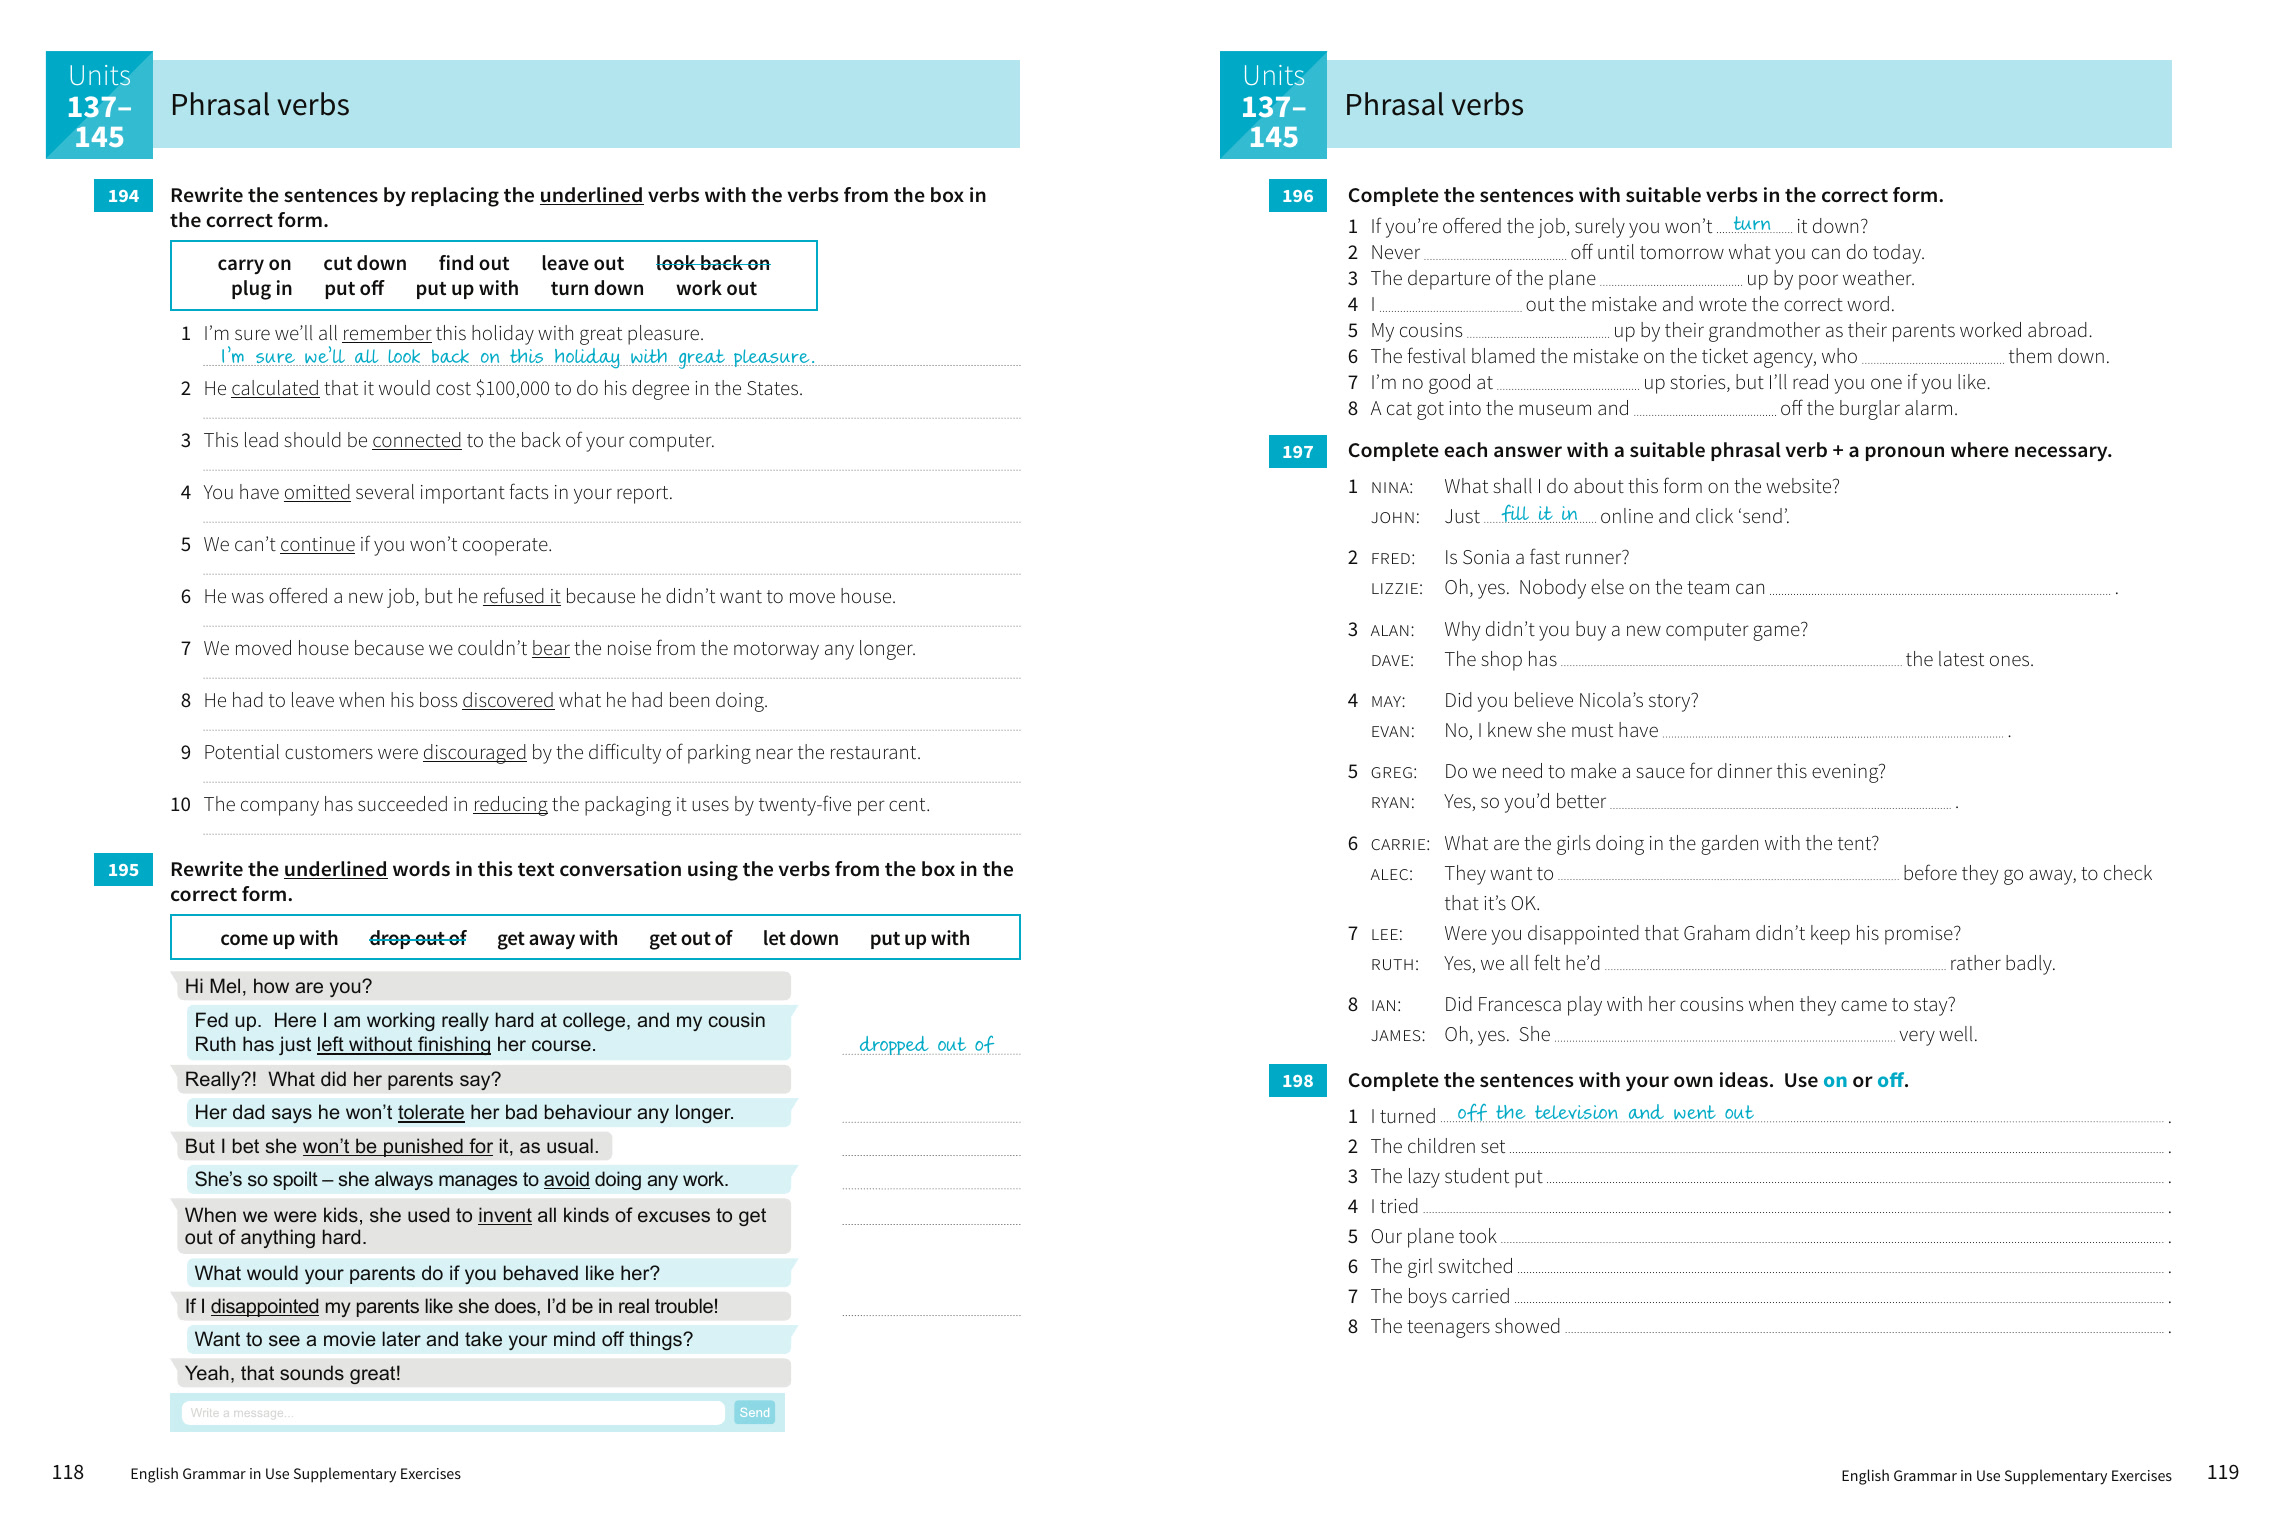 Units
137–
145
Phrasal verbs
194 Rewrite the sentences by replacing the underlined verbs with the verbs from the box in
the correct form.
carry on cut down find out leave out look back on
plug in put off put up with turn down work out
1 I’m sure we’ll all remember this holiday with great pleasure.
I’m sure we’ll all look back on this holiday with great pleasure.
2 He calculated that it would cost $100,000 to do his degree in the States.
3 This lead should be connected to the back of your computer.
4 You have omitted several important facts in your report.
5 We can’t continue if you won’t cooperate.
6 He was offered a new job, but he refused it because he didn’t want to move house.
7 We moved house because we couldn’t bear the noise from the motorway any longer.
8 He had to leave when his boss discovered what he had been doing.
9 Potential customers were discouraged by the difficulty of parking near the restaurant.
10 The company has succeeded in reducing the packaging it uses by twenty-five per cent.
195 Rewrite the underlined words in this text conversation using the verbs from the box in the
correct form.
come up with drop out of get away with get out of let down put up with
Hi Mel, how are you?
Fed up. Here I am working really hard at college, and my cousin
Ruth has just left without finishing her course. dropped out of
Really?! What did her parents say?
Her dad says he won’t tolerate her bad behaviour any longer.
But I bet she won’t be punished for it, as usual.
She’s so spoilt – she always manages to avoid doing any work.
When we were kids, she used to invent all kinds of excuses to get
out of anything hard.
What would your parents do if you behaved like her?
If I disappointed my parents like she does, I’d be in real trouble!
Want to see a movie later and take your mind off things?
Yeah, that sounds great!
Write a message...
Send
118 English Grammar in Use Supplementary Exercises
Units
137–
145
Phrasal verbs
196 Complete the sentences with suitable verbs in the correct form.
1 If you’re offered the job, surely you won’t turn it down?
2 Never off until tomorrow what you can do today.
3 The departure of the plane up by poor weather.
4 I out the mistake and wrote the correct word.
5 My cousins up by their grandmother as their parents worked abroad.
6 The festival blamed the mistake on the ticket agency, who them down.
7 I’m no good at up stories, but I’ll read you one if you like.
8 A cat got into the museum and off the burglar alarm.
197 Complete each answer with a suitable phrasal verb + a pronoun where necessary.
1 NINA: What shall I do about this form on the website?
JOHN: Just fill it in online and click ‘send’.
2 FRED: Is Sonia a fast runner?
LIZZIE: Oh, yes. Nobody else on the team can .
3 ALAN: Why didn’t you buy a new computer game?
DAVE: The shop has the latest ones.
4 MAY: Did you believe Nicola’s story?
EVAN: No, I knew she must have .
5 GREG: Do we need to make a sauce for dinner this evening?
RYAN: Yes, so you’d better .
6 CARRIE: What are the girls doing in the garden with the tent?
ALEC: They want to before they go away, to check
that it’s OK.
7 LEE: Were you disappointed that Graham didn’t keep his promise?
RUTH: Yes, we all felt he’d rather badly.
8 IAN: Did Francesca play with her cousins when they came to stay?
JAMES: Oh, yes. She very well.
198 Complete the sentences with your own ideas. Use on or off.
1 I turned off the television and went out .
2 The children set .
3 The lazy student put .
4 I tried .
5 Our plane took .
6 The girl switched .
7 The boys carried .
8 The teenagers showed .
English Grammar in Use Supplementary Exercises 119